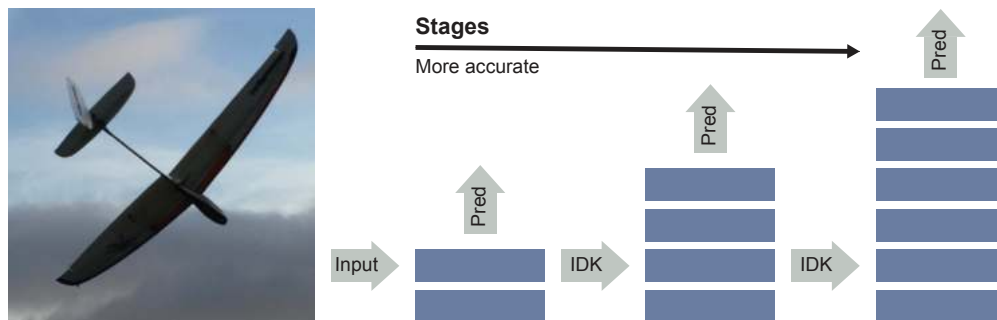 Stages
More accurate
Input
Pred
IDK
Pred
IDK
Pred